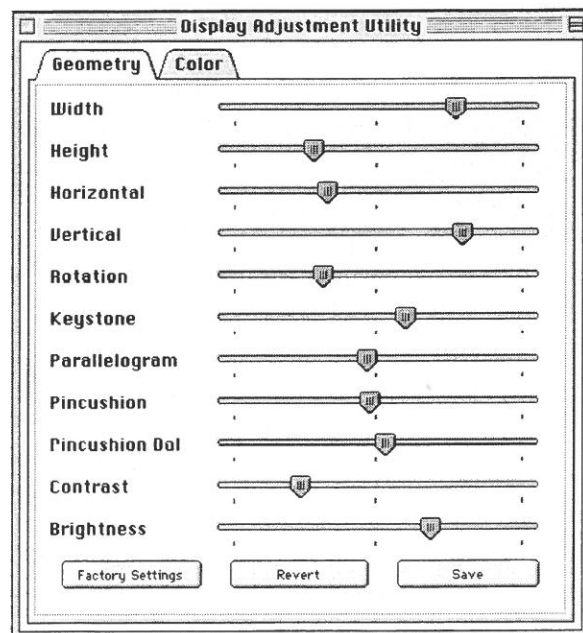 Display Adjustment Utility
Geometry Color
Width
Height
Horizontal
Vertical
Rotation
Keystone
Parallelogram
Pincushion
Pincushion Bal
Contrast
Brightness
Factory Settings Revert Save